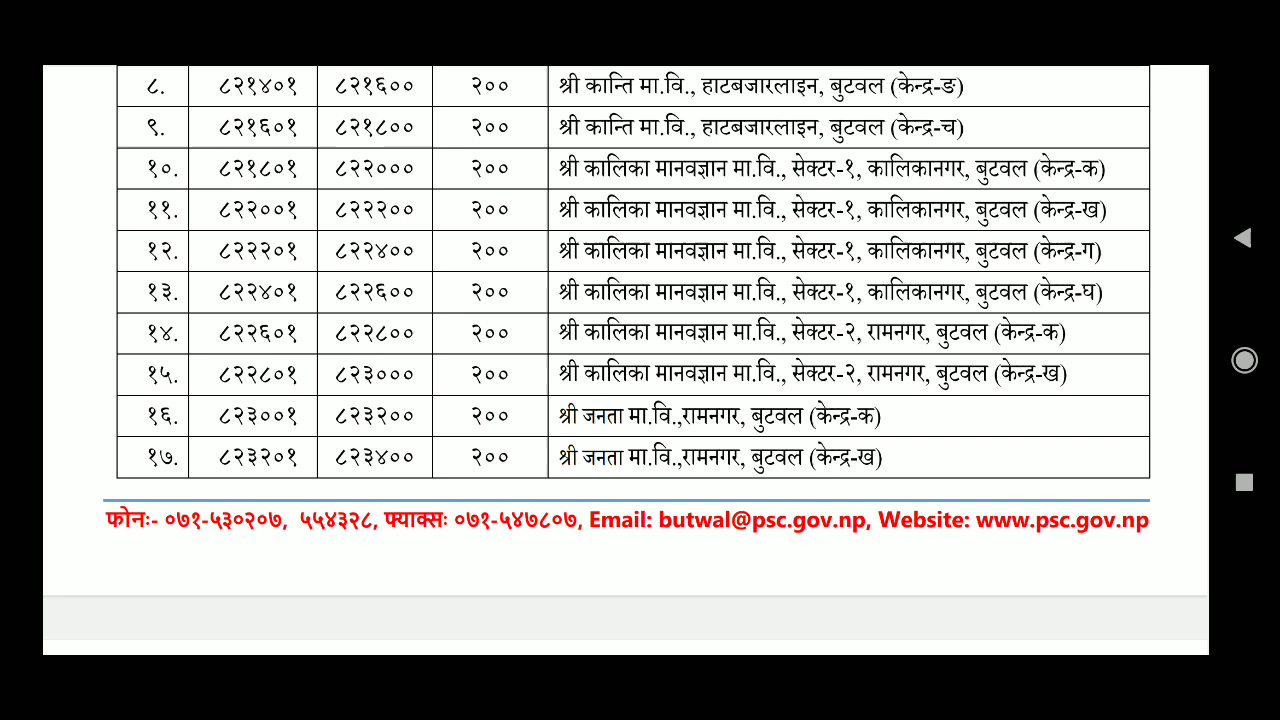 ८. ८२१४०१ ८२१६०० २०० श्री कान्ति मा.वि., हाटबजारलाइन, बुटवल (केन्द्र-ङ)
९. ८२१६०१ ८२१८०० २०० श्री कान्ति मा.वि., हाटबजारलाइन, बुटवल (केन्द्र-च)
१०. ८२१८०१ ८२२००० २०० श्री कालिका मानवज्ञान मा.वि., सेक्टर-१, कालिकानगर, बुटवल (केन्द्र-क)
११. ८२२००१ ८२२२०० २०० श्री कालिका मानवज्ञान मा.वि., सेक्टर-१, कालिकानगर, बुटवल (केन्द्र-ख)
१२. ८२२२०१ ८२२४०० २०० श्री कालिका मानवज्ञान मा.वि., सेक्टर-१, कालिकानगर, बुटवल (केन्द्र-ग)
१३. ८२२४०१ ८२२६०० २०० श्री कालिका मानवज्ञान मा.वि., सेक्टर-१, कालिकानगर, बुटवल (केन्द्र-घ)
१४. ८२२६०१ ८२२८०० २०० श्री कालिका मानवज्ञान मा.वि., सेक्टर-२, रामनगर, बुटवल (केन्द्र-क)
१५. ८२२८०१ ८२३००० २०० श्री कालिका मानवज्ञान मा.वि., सेक्टर-२, रामनगर, बुटवल (केन्द्र-ख)
१६. ८२३००१ ८२३२०० २०० श्री जनता मा.वि.,रामनगर, बुटवल (केन्द्र-क)
१७. ८२३२०१ ८२३४०० २०० श्री जनता मा.वि.,रामनगर, बुटवल (केन्द्र-ख)
फोनः- ०७१-५३०२०७, ५५४३२८, फ्याक्सः ०७१-५४७८०७, Email: butwal@psc.gov.np, Website: www.psc.gov.np